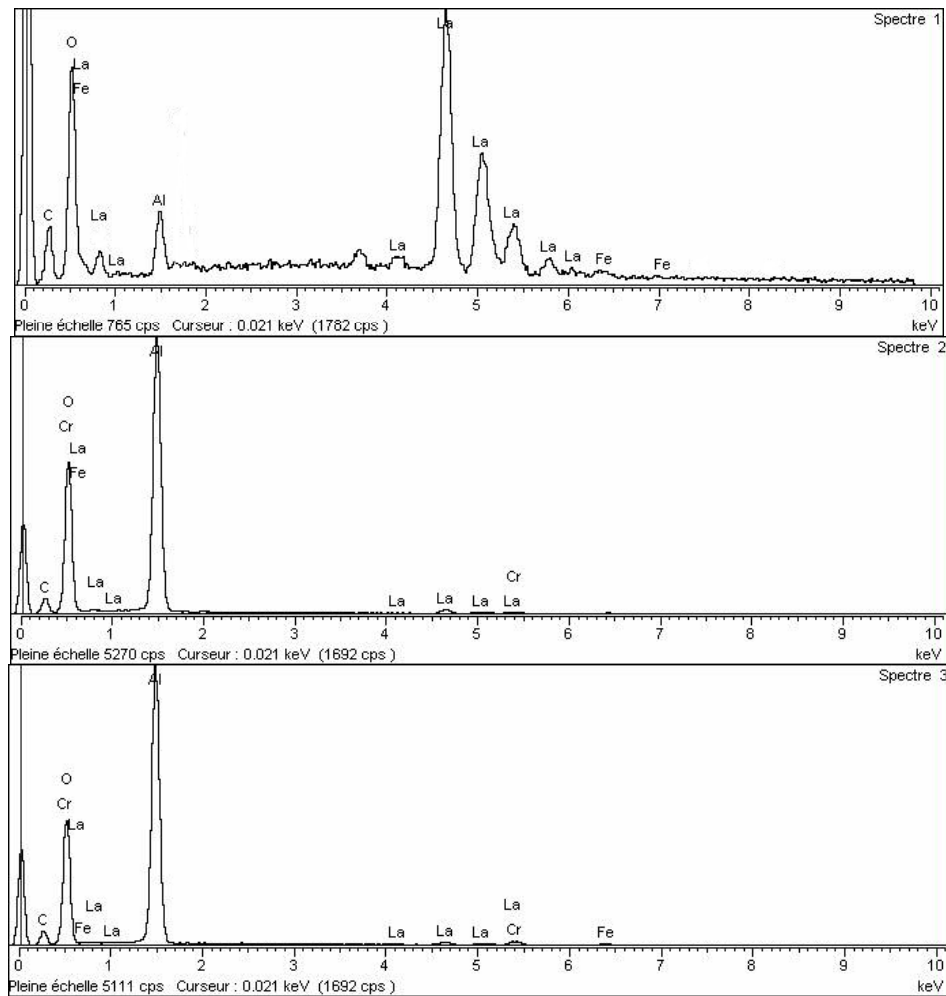 Spectre 1
La
O
La
Fe
La
C
La
Al
La
La
La
La
La
Fe
Fe
0 1 2 3 4 5 6 7 8 9 10
Pleine échelle 765 cps Curseur : 0.021 keV (1782 cps ) keV
Spectre 2
Al
O
Cr
La
Fe
C
La
La
Cr
La
La
La
La
0 1 2 3 4 5 6 7 8 9 10
Pleine échelle 5270 cps Curseur : 0.021 keV (1692 cps ) keV
Spectre 3
Al
O
Cr
La
La
C
Fe
La
La
La
La
La
Cr
Fe
0 1 2 3 4 5 6 7 8 9 10
Pleine échelle 5111 cps Curseur : 0.021 keV (1692 cps ) keV